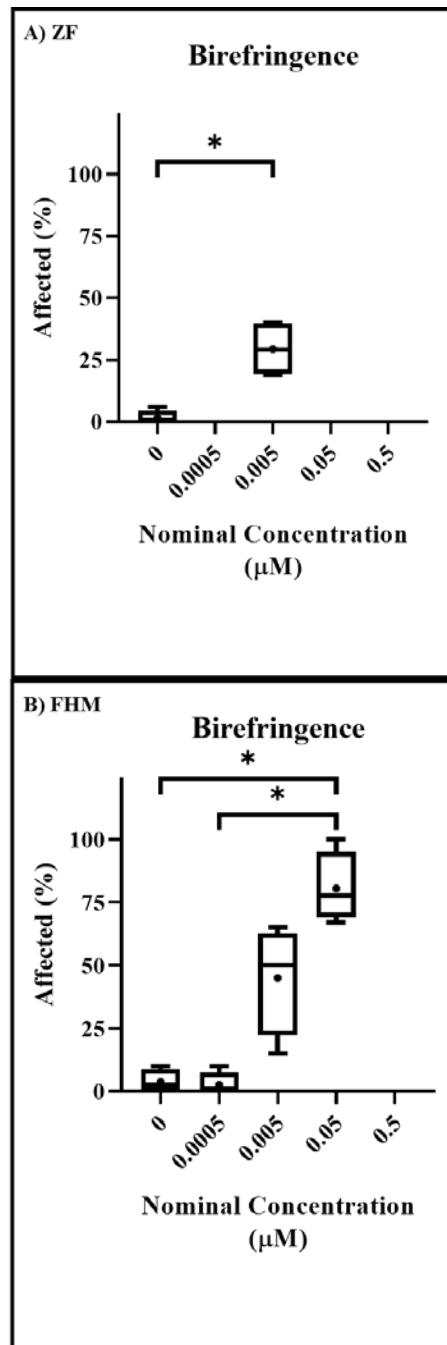 A) ZF
Birefringence
*
100
75
50
25
0
Affected (%)
0 0.0005 0.005 0.05 0.5
Nominal Concentration
(μM)
B) FHM
Birefringence
*
*
100
75
50
25
0
Affected (%)
0 0.0005 0.005 0.05 0.5
Nominal Concentration
(μM)